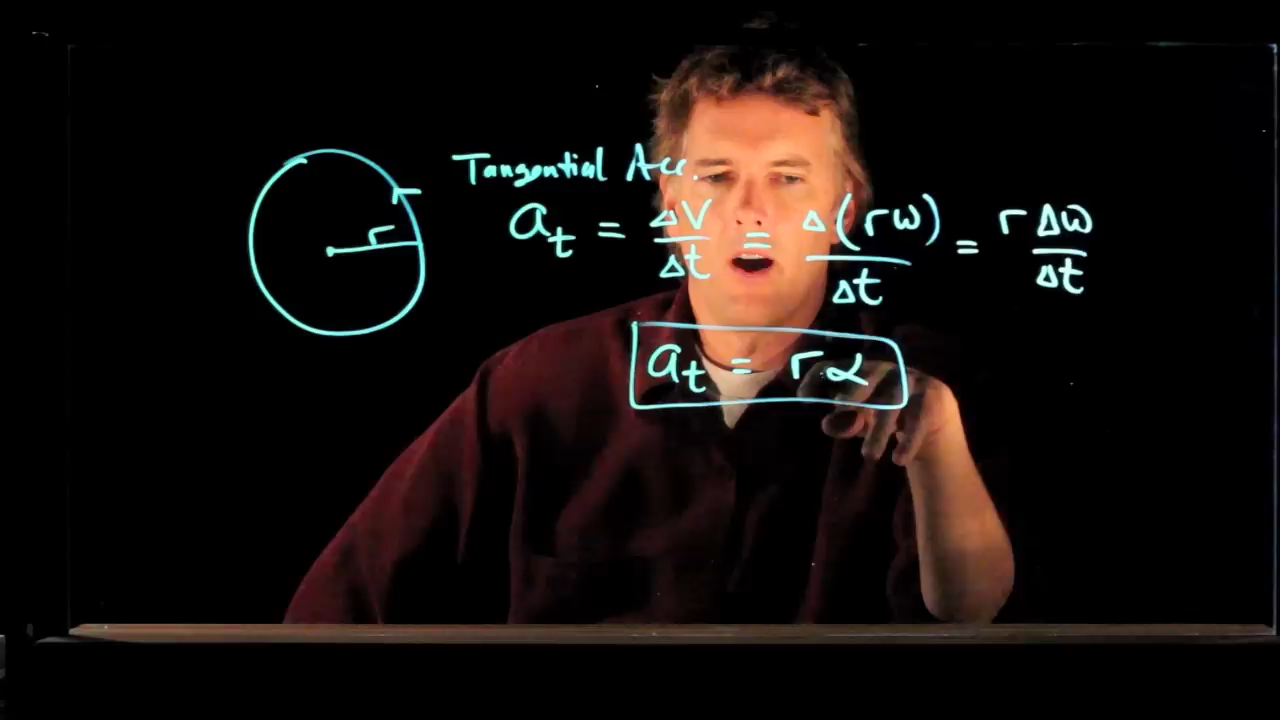 Tangential Acc.
r
a_t = ΔV/Δt = Δ(rω)/Δt = r Δω/Δt
a_t = rα